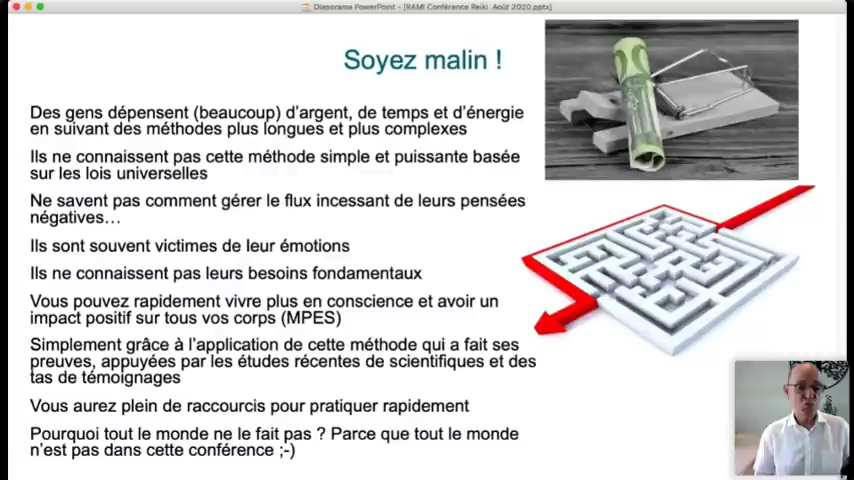 Diaporama PowerPoint - [RAMI Conférence Reiki Août 2020.pptx]
Soyez malin !
Des gens dépensent (beaucoup) d'argent, de temps et d'énergie
en suivant des méthodes plus longues et plus complexes
Ils ne connaissent pas cette méthode simple et puissante basée
sur les lois universelles
Ne savent pas comment gérer le flux incessant de leurs pensées
négatives…
Ils sont souvent victimes de leur émotions
Ils ne connaissent pas leurs besoins fondamentaux
Vous pouvez rapidement vivre plus en conscience et avoir un
impact positif sur tous vos corps (MPES)
Simplement grâce à l'application de cette méthode qui a fait ses
preuves, appuyées par les études récentes de scientifiques et des
tas de témoignages
Vous aurez plein de raccourcis pour pratiquer rapidement
Pourquoi tout le monde ne le fait pas ? Parce que tout le monde
n'est pas dans cette conférence ;-)